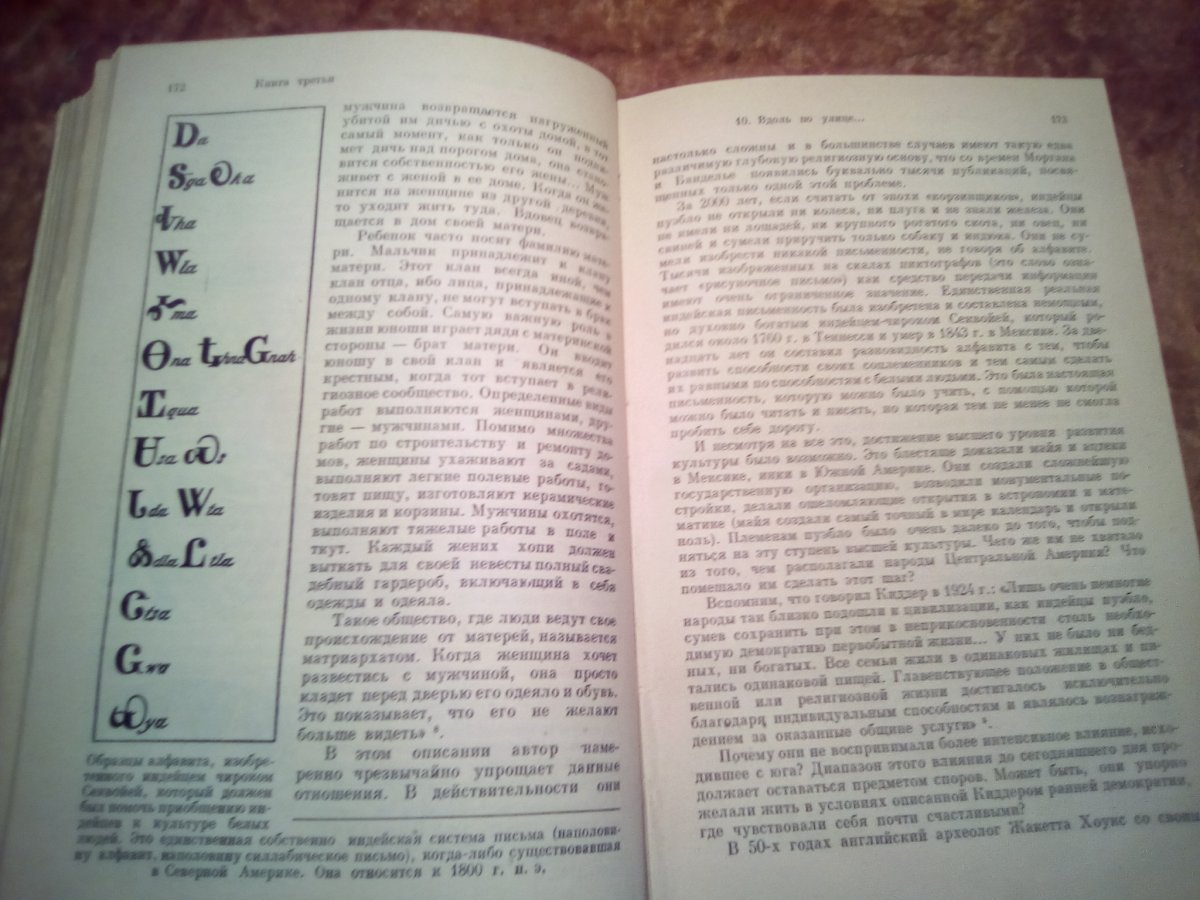 172 Книга третья
Da
Sga Oka
Wla
ma
Ona thna Gnah
qua
sa s
da Wta
dla L tla
Ctsa
G
ya
Образцы алфавита, изобре-
тенного индейцем чироком
Секвойей, который должен
был помочь приобщению ин-
дейцев к культуре белых
людей. Это единственная собственно индейская система письма (наполови-
ну алфавит, наполовину силлабическое письмо), когда-либо существовавшая
в Северной Америке. Она относится к 1800 г. н. э.
мужчина возвращается нагруженный
убитой им дичью с охоты домой, в тот
самый момент, как только он подни-
мет дичь над порогом дома, она стано-
вится собственностью его жены... Муж
живет с женой в ее доме. Когда он же-
нится на женщине из другой деревни,
то уходит жить туда. Вдовец возвра-
щается в дом своей матери.
Ребенок часто носит фамилию мате-
ри. Мальчик принадлежит к клану
матери. Этот клан всегда иной, чем
клан отца, ибо лица, принадлежащие к
одному клану, не могут вступать в брак
между собой. Самую важную роль в
жизни юноши играет дядя с материнской
стороны — брат матери. Он вводит
юношу в свой клан и является его
крестным, когда тот вступает в рели-
гиозное сообщество. Определенные виды
работ выполняются женщинами, дру-
гие — мужчинами. Помимо множества
работ по строительству и ремонту до-
мов, женщины ухаживают за садами,
выполняют легкие полевые работы, го-
товят пищу, изготовляют керамические
изделия и корзины. Мужчины охотятся,
выполняют тяжелые работы в поле и
ткут. Каждый жених хопи должен
выткать для своей невесты полный сва-
дебный гардероб, включающий в себя
одежды и одеяла.
Такое общество, где люди ведут свое
происхождение от матерей, называется
матриархатом. Когда женщина хочет
развестись с мужчиной, она просто
кладет перед дверью его одеяло и обувь.
Это показывает, что его не желают
больше видеть»
В этом описании автор наме-
ренно чрезвычайно упрощает данные
отношения. В действительности они
10. Вдоль по улице... 173
настолько сложны и в большинстве случаев имеют такую едва
различимую глубокую религиозную основу, что со времен Моргана
и Банделье появились буквально тысячи публикаций, посвя-
щенных только одной этой проблеме.
За 2000 лет, если считать от эпохи «корзинщиков», индейцы
пуэбло не открыли ни колеса, ни плуга и не знали железа. Они
не имели ни лошадей, ни крупного рогатого скота, ни овец, ни
свиней и сумели приручить только собаку и индюка. Они не су-
мели изобрести никакой письменности, не говоря об алфавите.
Тысячи изображенных на скалах пиктографов (это слово озна-
чает «рисуночное письмо») как средство передачи информации
имеют очень ограниченное значение. Единственная реальная
индейская письменность была изобретена и составлена немощным,
но духовно богатым индейцем-чироком Секвойей, который ро-
дился около 1760 г. в Теннесси и умер в 1843 г. в Мексике. За две-
надцать лет он составил разновидность алфавита с тем, чтобы
развить способности своих соплеменников и тем самым сделать
их равными по способностям с белыми людьми. Это была настоящая
письменность, которую можно было учить, с помощью которой
можно было читать и писать, но которая тем не менее не смогла
пробить себе дорогу.
И несмотря на все это, достижение высшего уровня развития
культуры было возможно. Это блестяще доказали майя и ацтеки
в Мексике, инки в Южной Америке. Они создали сложнейшую
государственную организацию, возводили монументальные по-
стройки, делали ошеломляющие открытия в астрономии и мате-
матике (майя создали самый точный в мире календарь и открыли
ноль). Племенам пуэбло было очень далеко до того, чтобы под-
няться на эту ступень высшей культуры. Чего же им не хватало
из того, чем располагали народы Центральной Америки? Что
помешало им сделать этот шаг?
Вспомним, что говорил Киддер в 1924 г.: «Лишь очень немногие
народы так близко подошли к цивилизации, как индейцы пуэбло,
сумев сохранить при этом в неприкосновенности столь необхо-
димую демократию первобытной жизни... У них не было ни бед-
ных, ни богатых. Все семьи жили в одинаковых жилищах и пи-
тались одинаковой пищей. Главенствующее положение в общест-
венной или религиозной жизни достигалось исключительно
благодаря индивидуальным способностям и являлось вознаграж-
дением за оказанные общине услуги»
Почему они не воспринимали более интенсивное влияние, исхо-
дившее с юга? Диапазон этого влияния до сегодняшнего дня про-
должает оставаться предметом споров. Может быть, они упорно
желали жить в условиях описанной Киддером ранней демократии,
где чувствовали себя почти счастливыми?
В 50-х годах английский археолог Жакетта Хоукс со своим